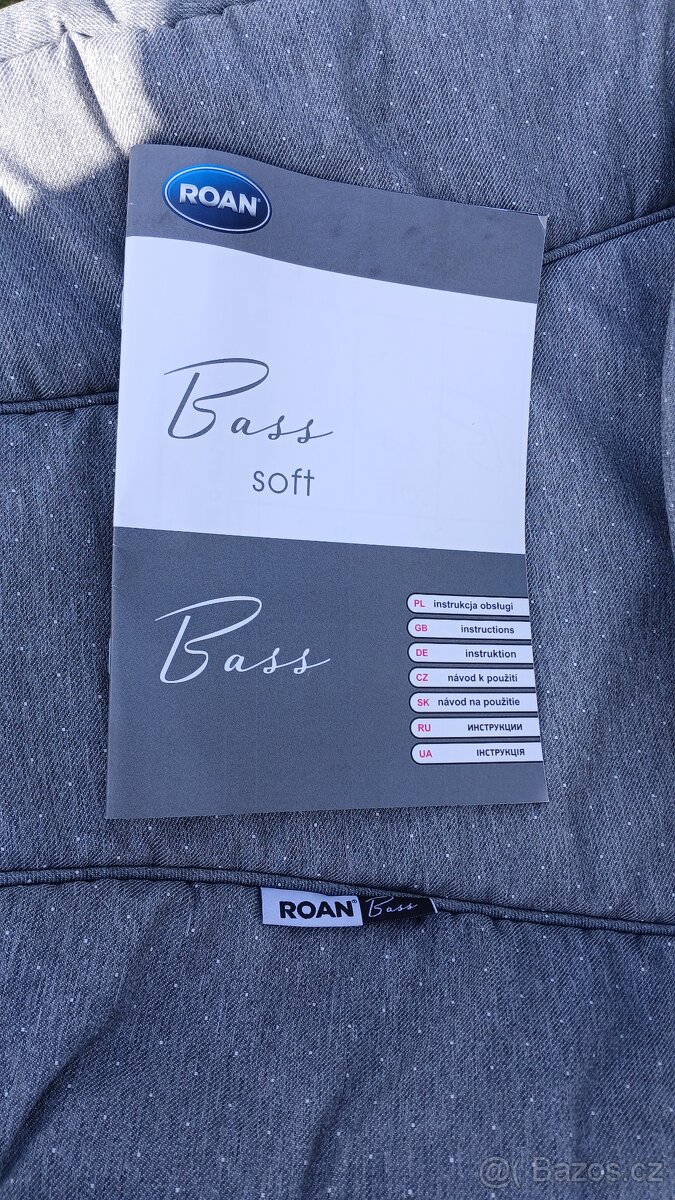 ROAN
Bass
soft
Bass
PL instrukcja obsługi
GB instructions
DE instruktion
CZ návod k použití
SK návod na použitie
RU ИНСТРУКЦИИ
UA ІНСТРУКЦІЯ
ROAN® Bass
@( Bazos.cz